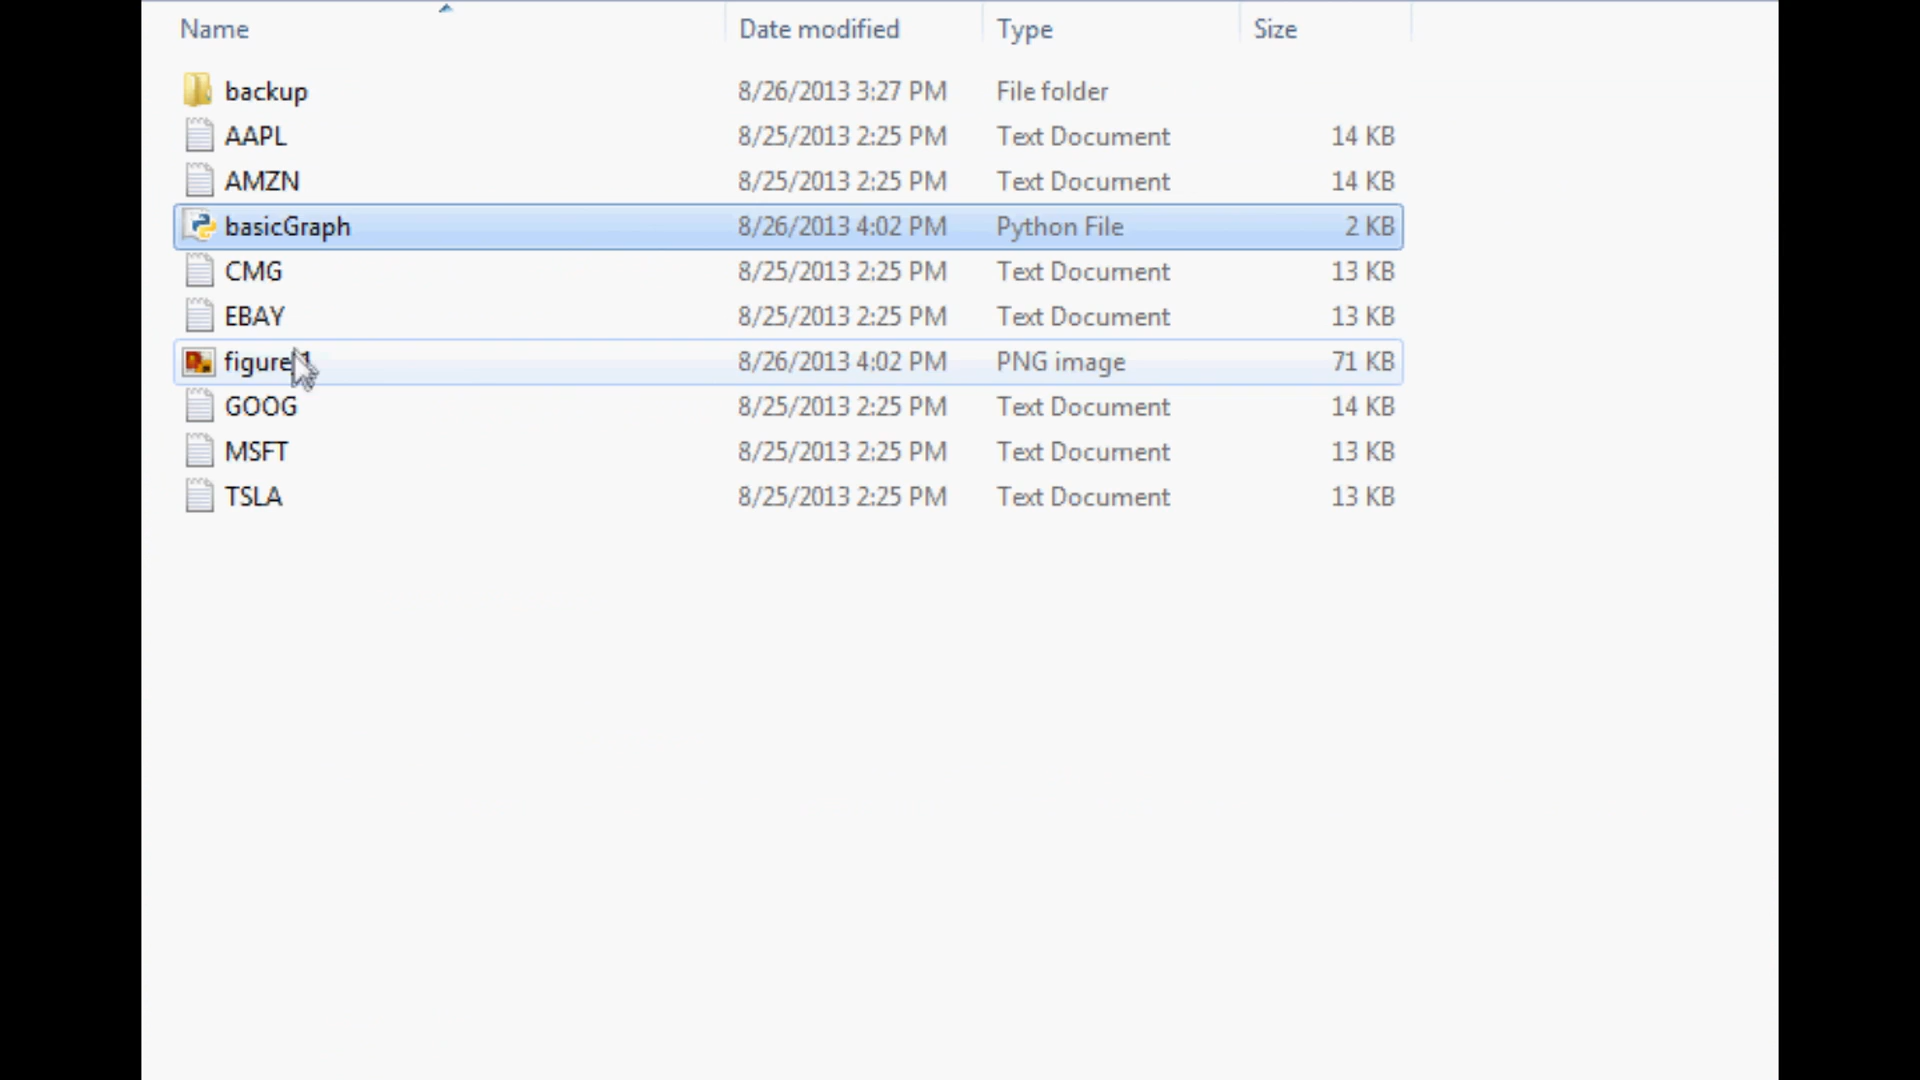 Name Date modified Type Size
backup 8/26/2013 3:27 PM File folder
AAPL 8/25/2013 2:25 PM Text Document 14 KB
AMZN 8/25/2013 2:25 PM Text Document 14 KB
basicGraph 8/26/2013 4:02 PM Python File 2 KB
CMG 8/25/2013 2:25 PM Text Document 13 KB
EBAY 8/25/2013 2:25 PM Text Document 13 KB
8/26/2013 4:02 PM PNG image 71 KB
GOOG 8/25/2013 2:25 PM Text Document 14 KB
MSFT 8/25/2013 2:25 PM Text Document 13 KB
TSLA 8/25/2013 2:25 PM Text Document 13 KB